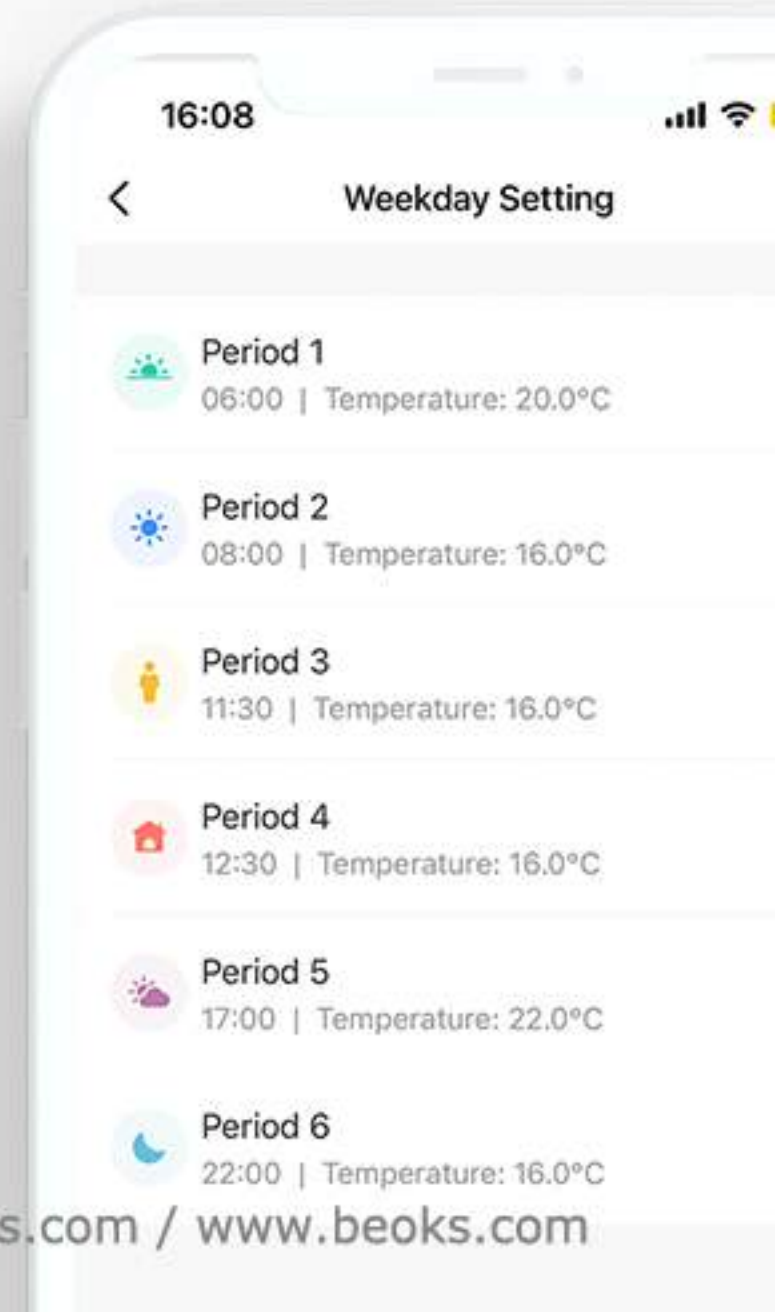 16:08
Weekday Setting
Period 1
06:00 | Temperature: 20.0°C
Period 2
08:00 | Temperature: 16.0°C
Period 3
11:30 | Temperature: 16.0°C
Period 4
12:30 | Temperature: 16.0°C
Period 5
17:00 | Temperature: 22.0°C
Period 6
22:00 | Temperature: 16.0°C
s.com / www.beoks.com